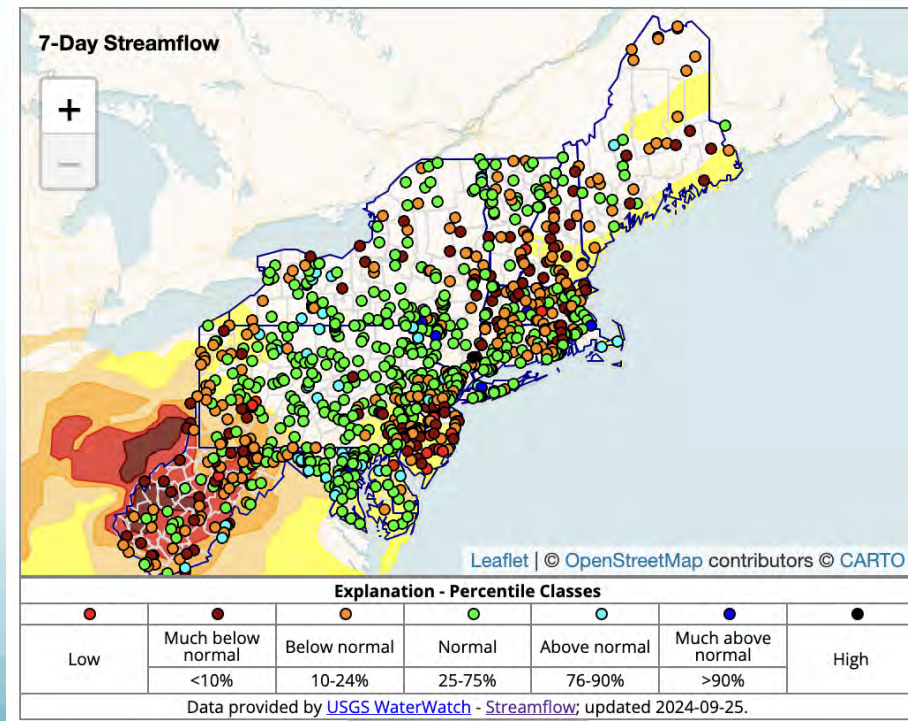 7-Day Streamflow
+
−
Leaflet | © OpenStreetMap contributors © CARTO
Explanation - Percentile Classes
Low
Much below normal
Below normal
Normal
Above normal
Much above normal
High
<10%
10-24%
25-75%
76-90%
>90%
Data provided by USGS WaterWatch - Streamflow; updated 2024-09-25.